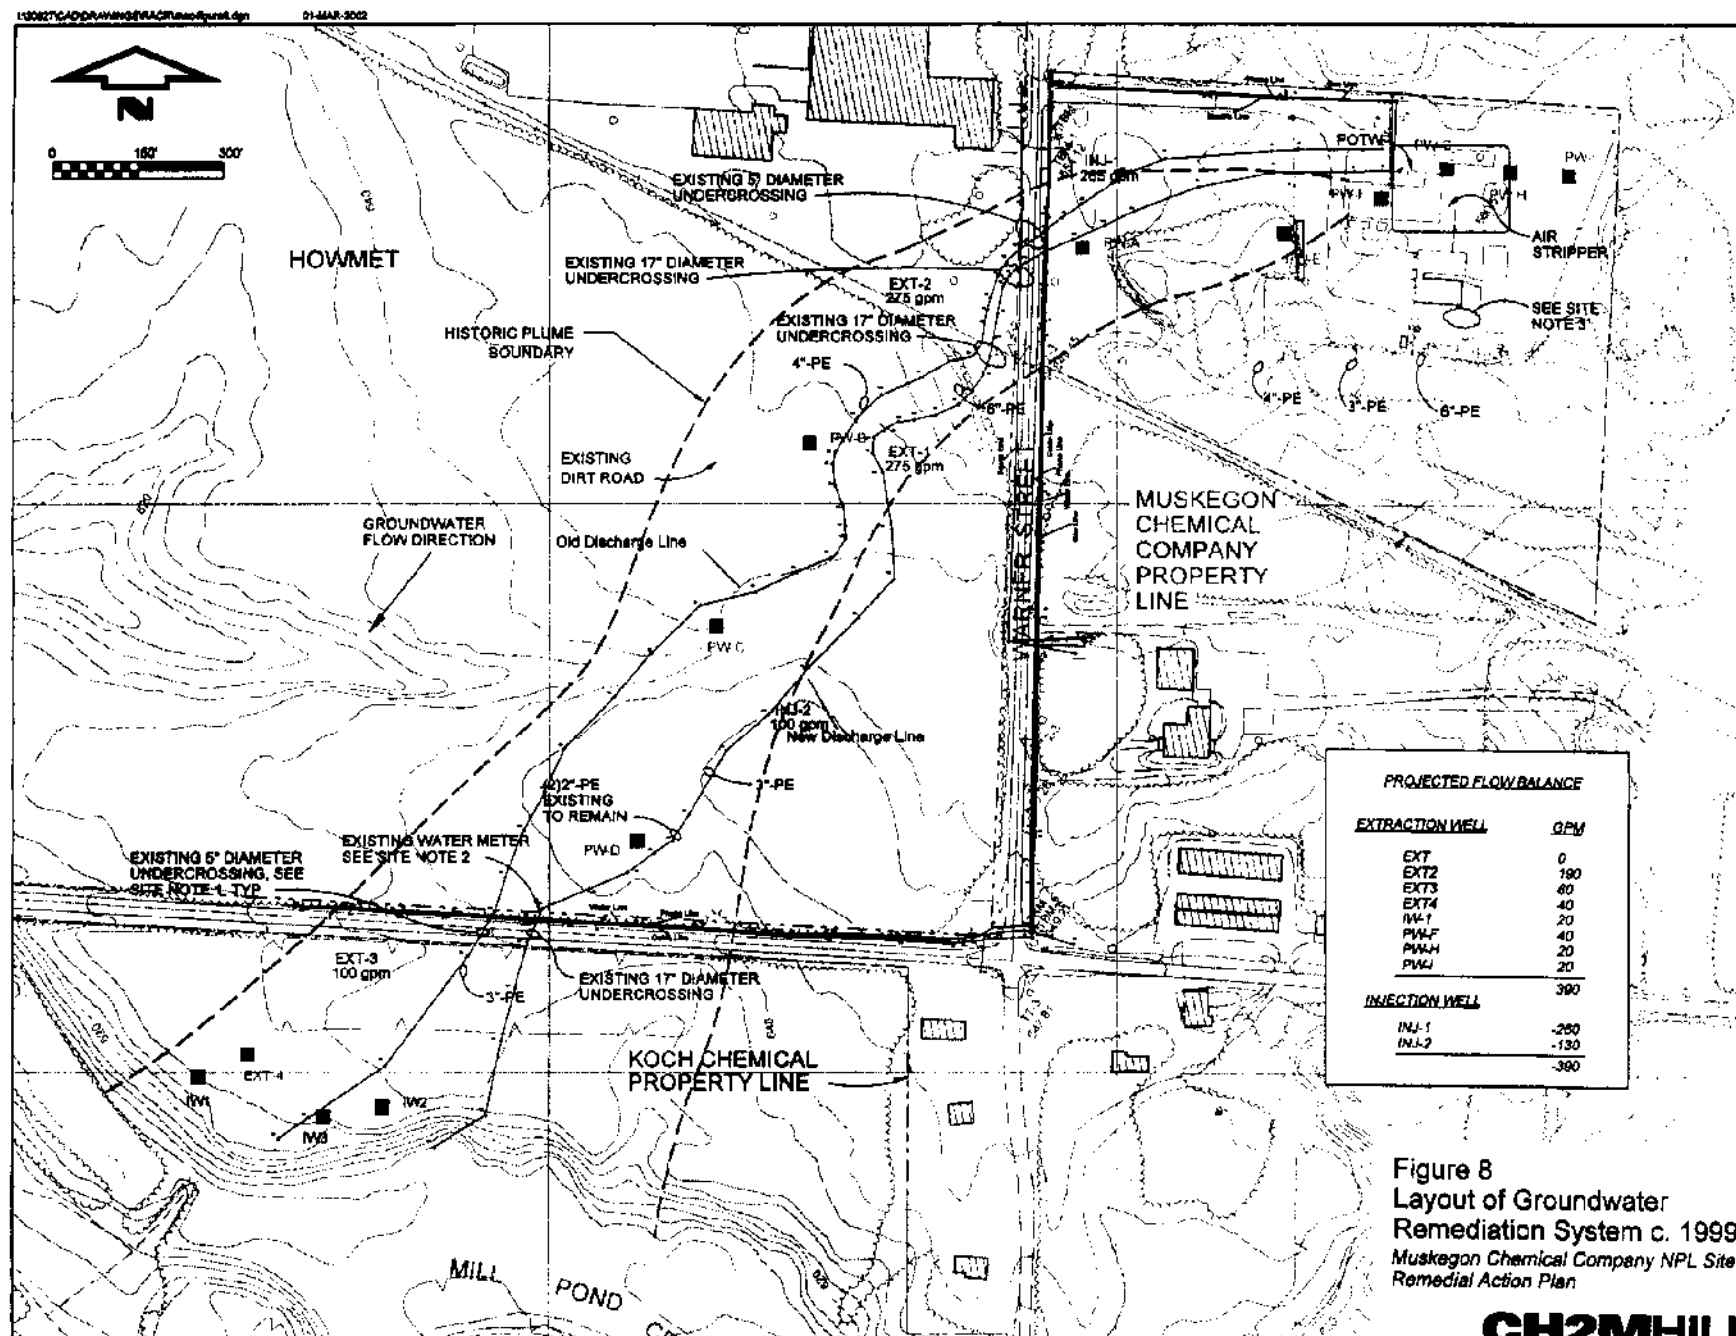 01-MAR-2002
N
0 150' 300'
HOWMET
EXISTING 5" DIAMETER
UNDERCROSSING
EXISTING 17" DIAMETER
UNDERCROSSING
EXT-2
275 gpm
EXISTING 17" DIAMETER
UNDERCROSSING
HISTORIC PLUME
BOUNDARY
4"-PE
6"-PE
PW-B
EXT-1
275 gpm
EXISTING
DIRT ROAD
GROUNDWATER
FLOW DIRECTION
Old Discharge Line
PW-C
INJ-2
100 gpm
New Discharge Line
3"-PE
(2)2"-PE
EXISTING
TO REMAIN
PW-D
EXISTING WATER METER
SEE SITE NOTE 2
EXISTING 5" DIAMETER
UNDERCROSSING, SEE
SITE NOTE 1, TYP
EXT-3
100 gpm
3"-PE
EXISTING 17" DIAMETER
UNDERCROSSING
EXT-4
IW1
IW2
IW3
KOCH CHEMICAL
PROPERTY LINE
MILL POND
INJ-
265 gpm
POTW
PW-F
PW-H
PW-
PW-A
AIR
STRIPPER
SEE SITE
NOTE 3
4"-PE
3"-PE
6"-PE
MUSKEGON
CHEMICAL
COMPANY
PROPERTY
LINE
640
620
620
640
620
PROJECTED FLOW BALANCE
EXTRACTION WELL GPM
EXT 0
EXT2 190
EXT3 60
EXT4 40
IW-1 20
PW-F 40
PW-H 20
PW-I 20
390
INJECTION WELL
INJ-1 -260
INJ-2 -130
-390
Figure 8
Layout of Groundwater
Remediation System c. 1999
Muskegon Chemical Company NPL Site
Remedial Action Plan
CH2MHILL